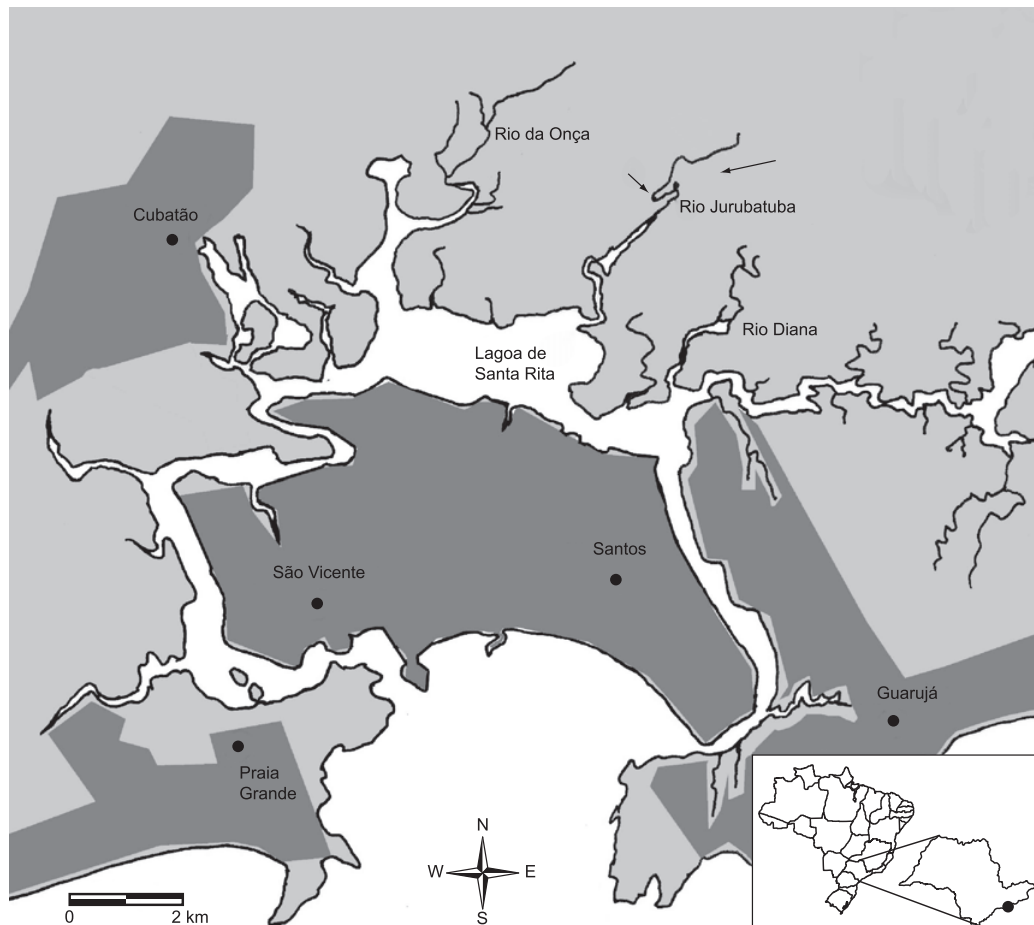 Rio da Onça
Rio Jurubatuba
Cubatão
Rio Diana
Lagoa de
Santa Rita
Santos
São Vicente
Guarujá
Praia
Grande
N
W E
S
0 2 km